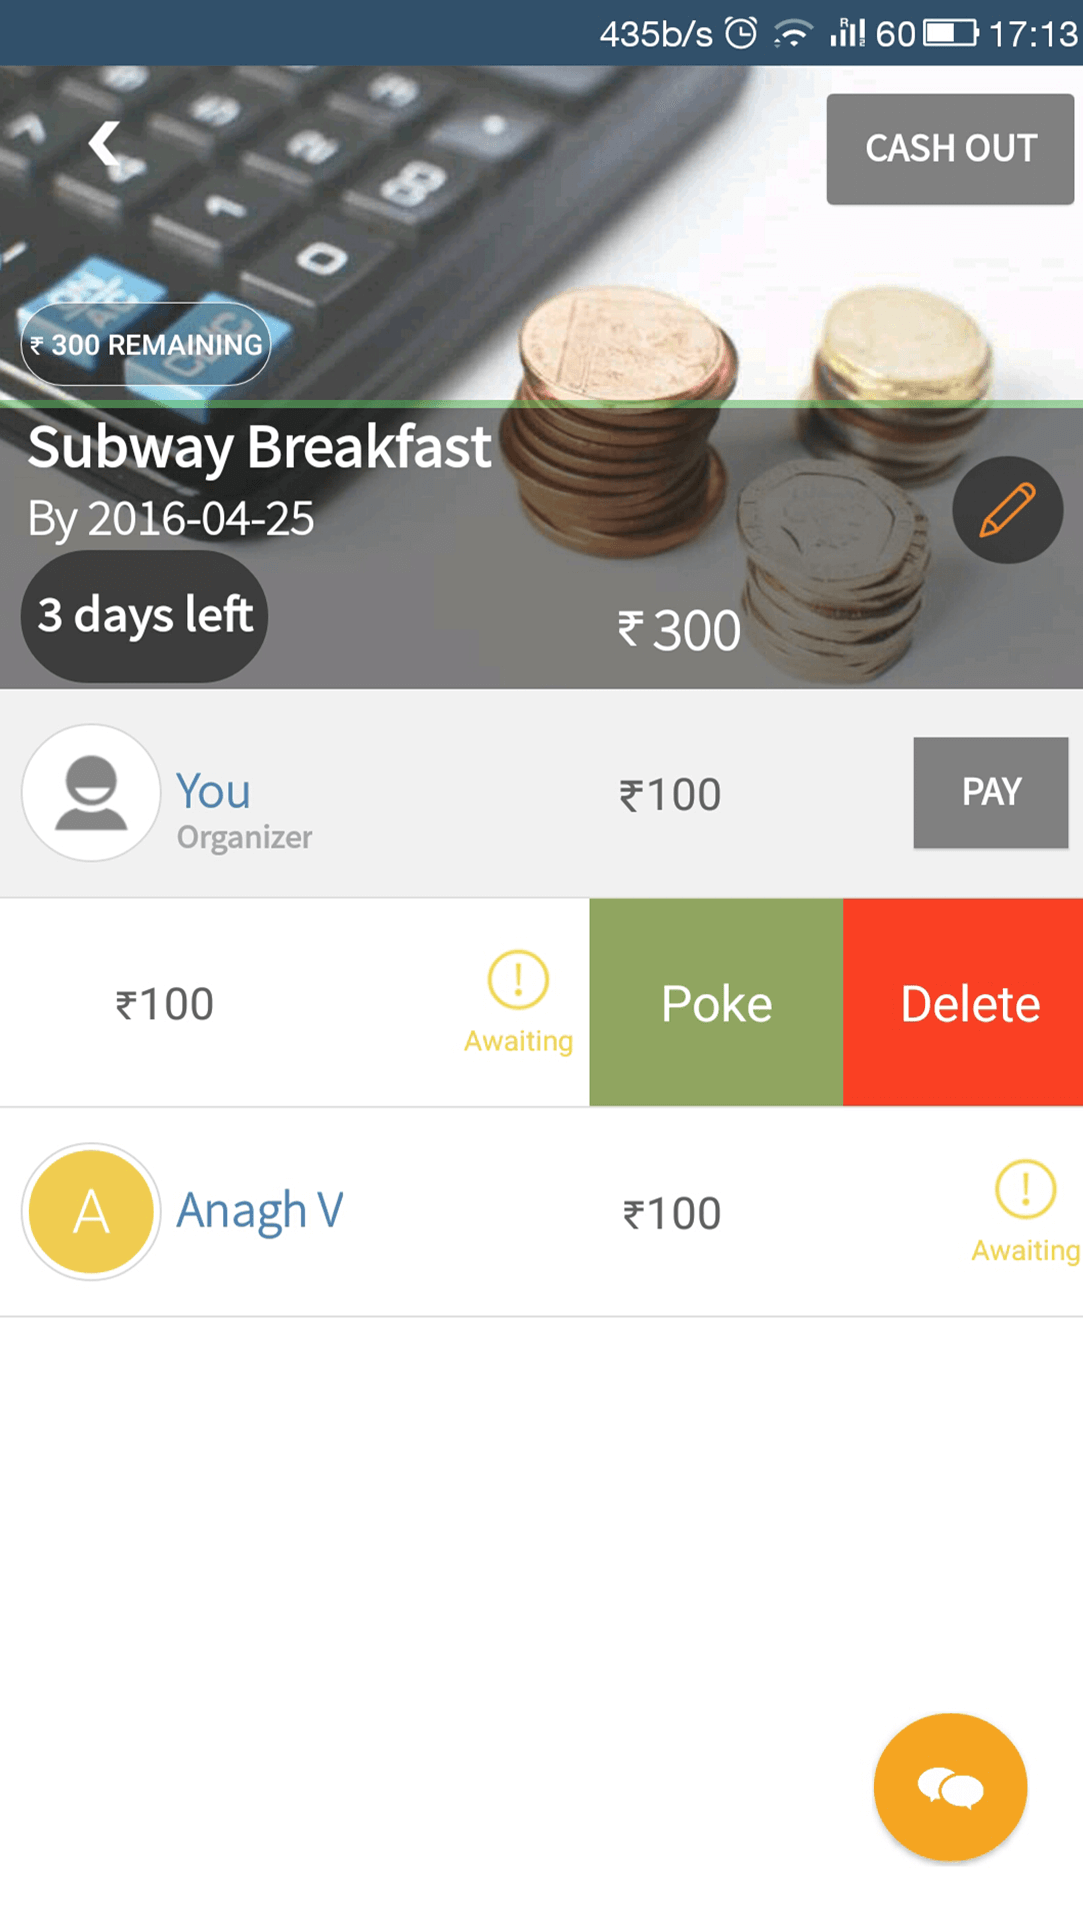 435b/s 60 17:13
CASH OUT
₹ 300 REMAINING
Subway Breakfast
By 2016-04-25
3 days left
₹ 300
You
Organizer
₹100
PAY
₹100
Awaiting
Poke
Delete
A
Anagh V
₹100
Awaiting